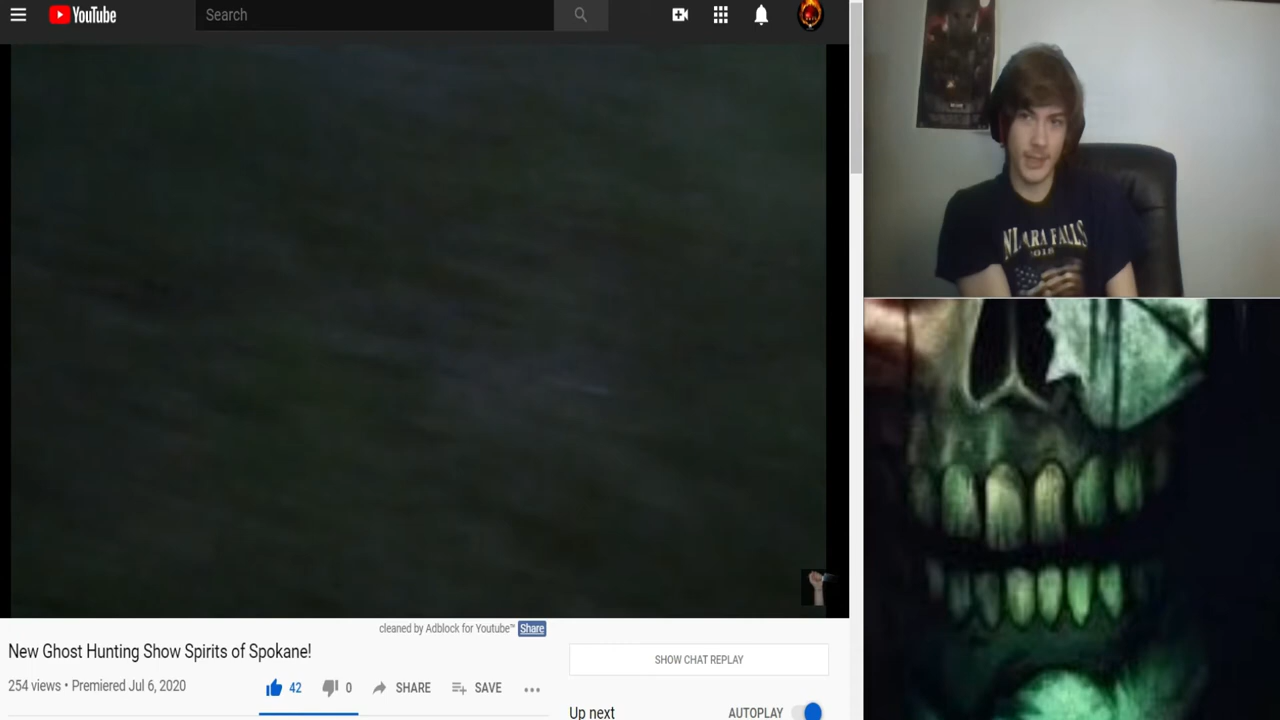 YouTube
Search
cleaned by Adblock for Youtube™ Share
New Ghost Hunting Show Spirits of Spokane!
254 views • Premiered Jul 6, 2020
42
0
SHARE
SAVE
SHOW CHAT REPLAY
Up next
AUTOPLAY
FALLS